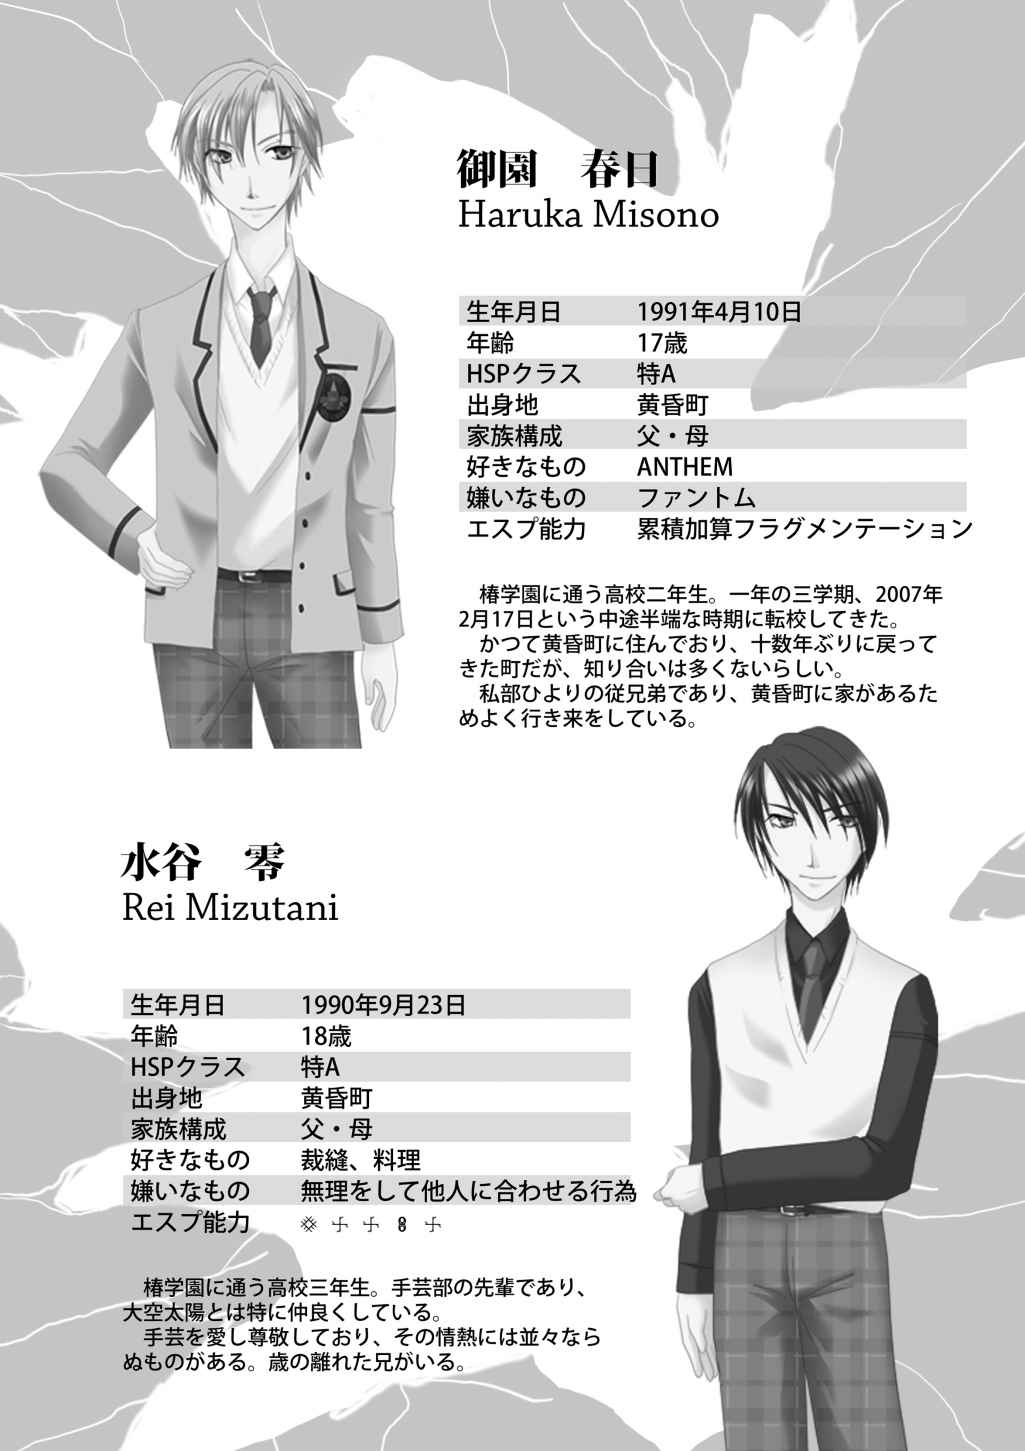 御園　春日
Haruka Misono
生年月日　1991年4月10日
年齢　17歳
HSPクラス　特A
出身地　黄昏町
家族構成　父・母
好きなもの　ANTHEM
嫌いなもの　ファントム
エスプ能力　累積加算フラグメンテーション
　椿学園に通う高校二年生。一年の三学期、2007年
2月17日という中途半端な時期に転校してきた。
　かつて黄昏町に住んでおり、十数年ぶりに戻って
きた町だが、知り合いは多くないらしい。
　私部ひよりの従兄弟であり、黄昏町に家があるた
めよく行き来をしている。
水谷　零
Rei Mizutani
生年月日　1990年9月23日
年齢　18歳
HSPクラス　特A
出身地　黄昏町
家族構成　父・母
好きなもの　裁縫、料理
嫌いなもの　無理をして他人に合わせる行為
エスプ能力
　椿学園に通う高校三年生。手芸部の先輩であり、
大空太陽とは特に仲良くしている。
　手芸を愛し尊敬しており、その情熱には並々なら
ぬものがある。歳の離れた兄がいる。